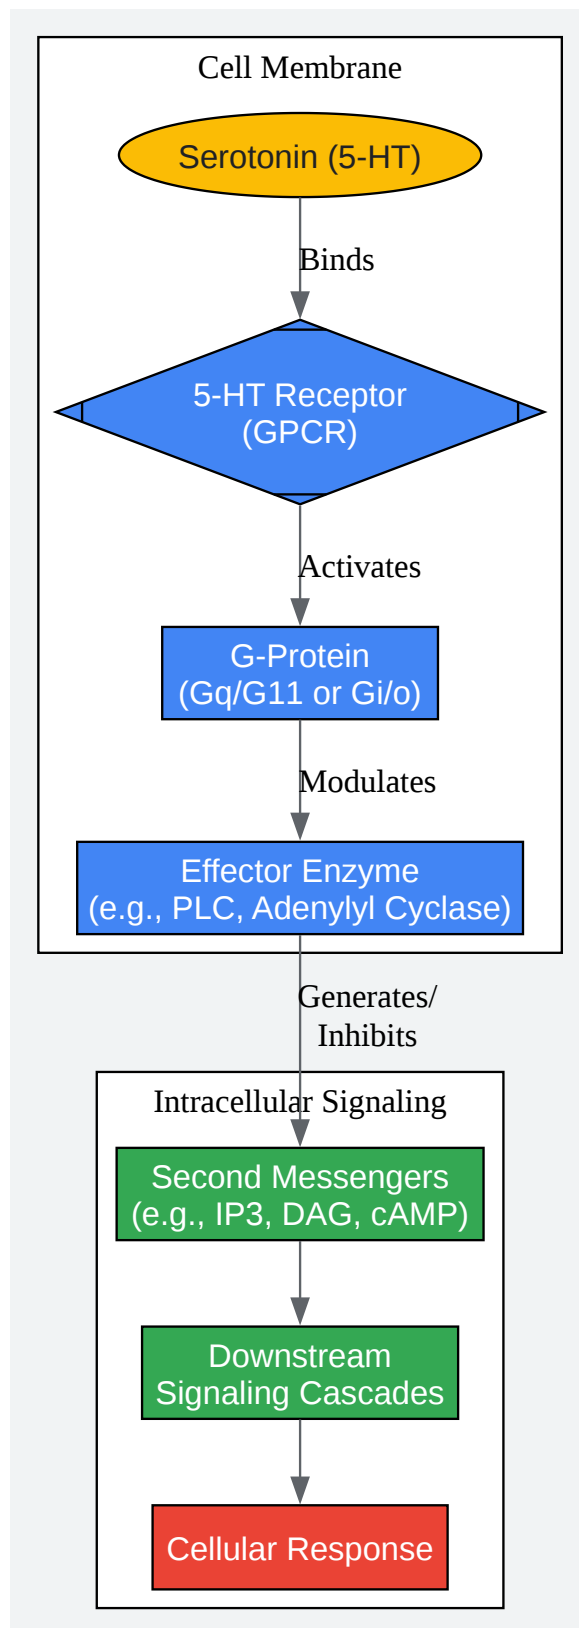 Cell Membrane
Serotonin (5-HT)
Binds
5-HT Receptor
(GPCR)
Activates
G-Protein
(Gq/G11 or Gi/o)
Modulates
Effector Enzyme
(e.g., PLC, Adenylyl Cyclase)
Generates/
Inhibits
Intracellular Signaling
Second Messengers
(e.g., IP3, DAG, cAMP)
Downstream
Signaling Cascades
Cellular Response